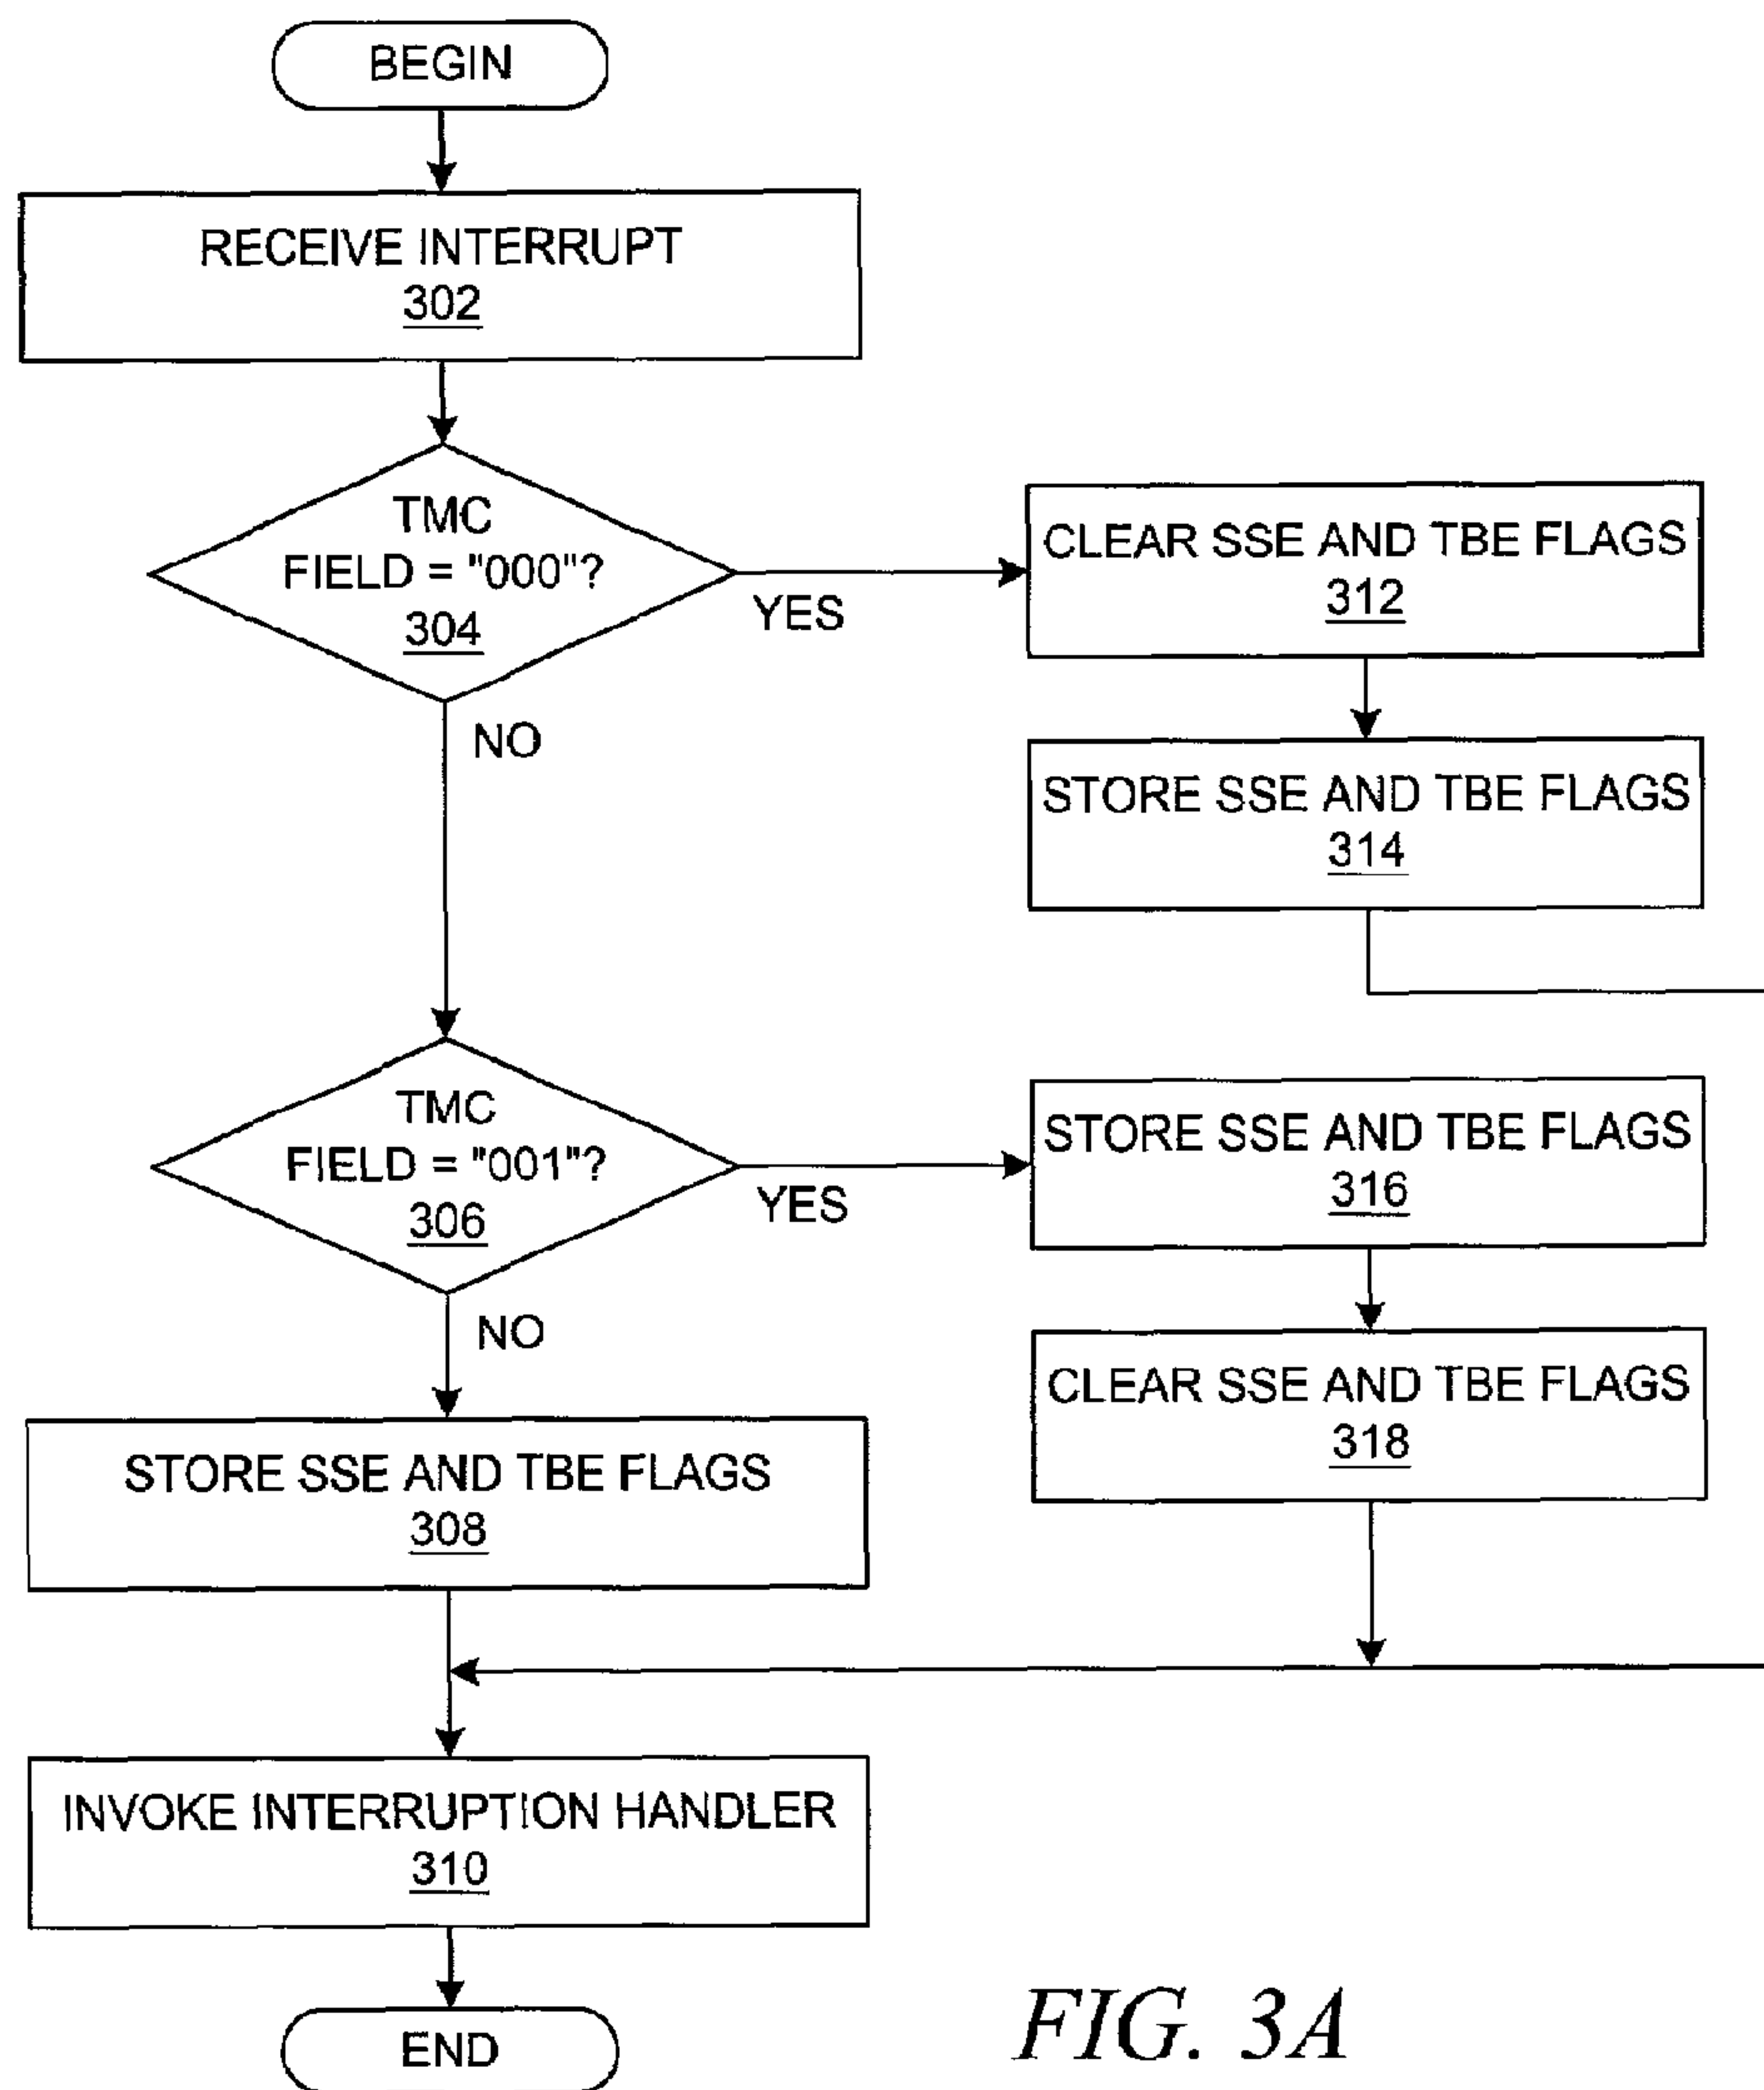 BEGIN
RECEIVE INTERRUPT
302
TMC
FIELD = "000"?
304
YES
NO
CLEAR SSE AND TBE FLAGS
312
STORE SSE AND TBE FLAGS
314
TMC
FIELD = "001"?
306
YES
NO
STORE SSE AND TBE FLAGS
316
CLEAR SSE AND TBE FLAGS
318
STORE SSE AND TBE FLAGS
308
INVOKE INTERRUPTION HANDLER
310
END
FIG. 3A